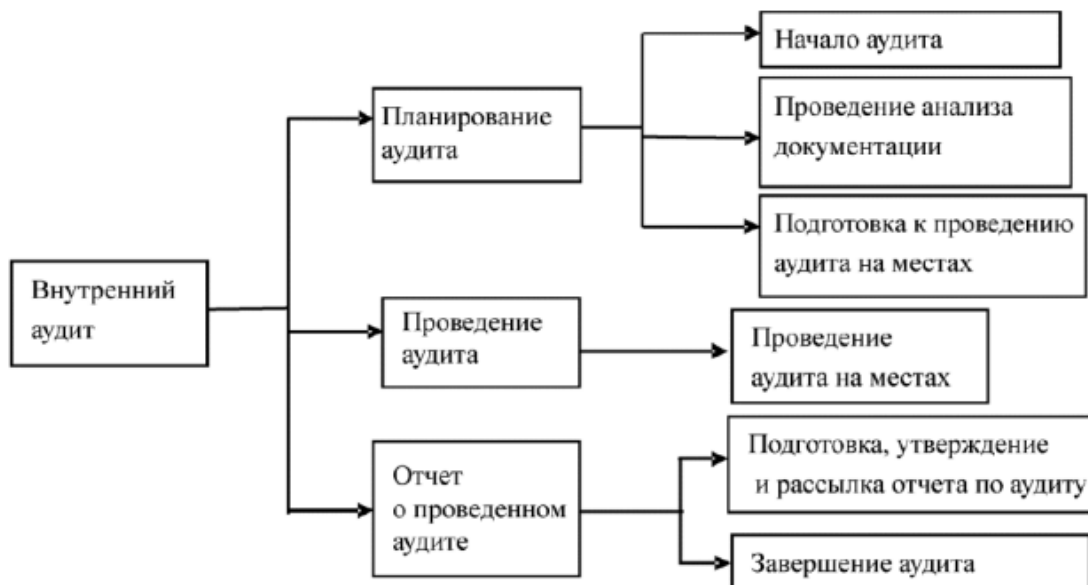 Начало аудита
Планирование
аудита
Проведение анализа
документации
Подготовка к проведению
аудита на местах
Внутренний
аудит
Проведение
аудита
Проведение
аудита на местах
Отчет
о проведенном
аудите
Подготовка, утверждение
и рассылка отчета по аудиту
Завершение аудита